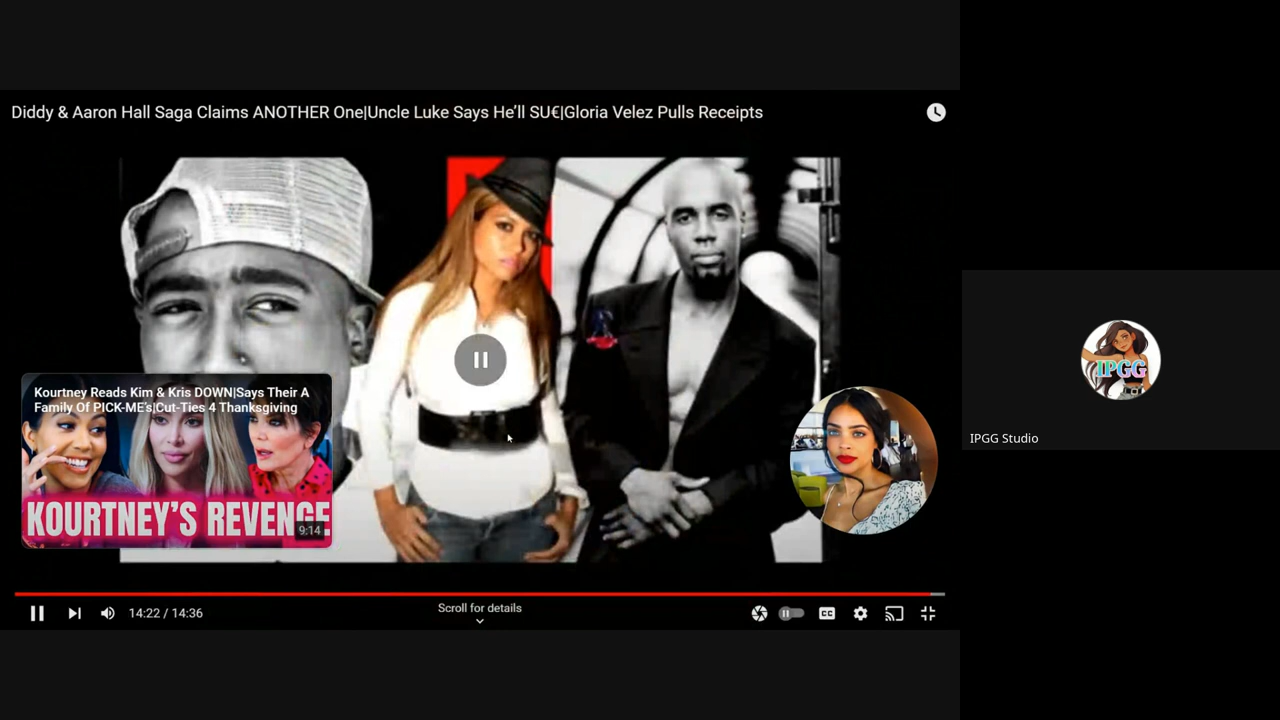 Diddy & Aaron Hall Saga Claims ANOTHER One|Uncle Luke Says He'll SU€|Gloria Velez Pulls Receipts
Kourtney Reads Kim & Kris DOWN|Says Their A
Family Of PICK-ME's|Cut-Ties 4 Thanksgiving
KOURTNEY'S REVENGE
9:14
IPGG
IPGG Studio
14:22 / 14:36
Scroll for details
CC